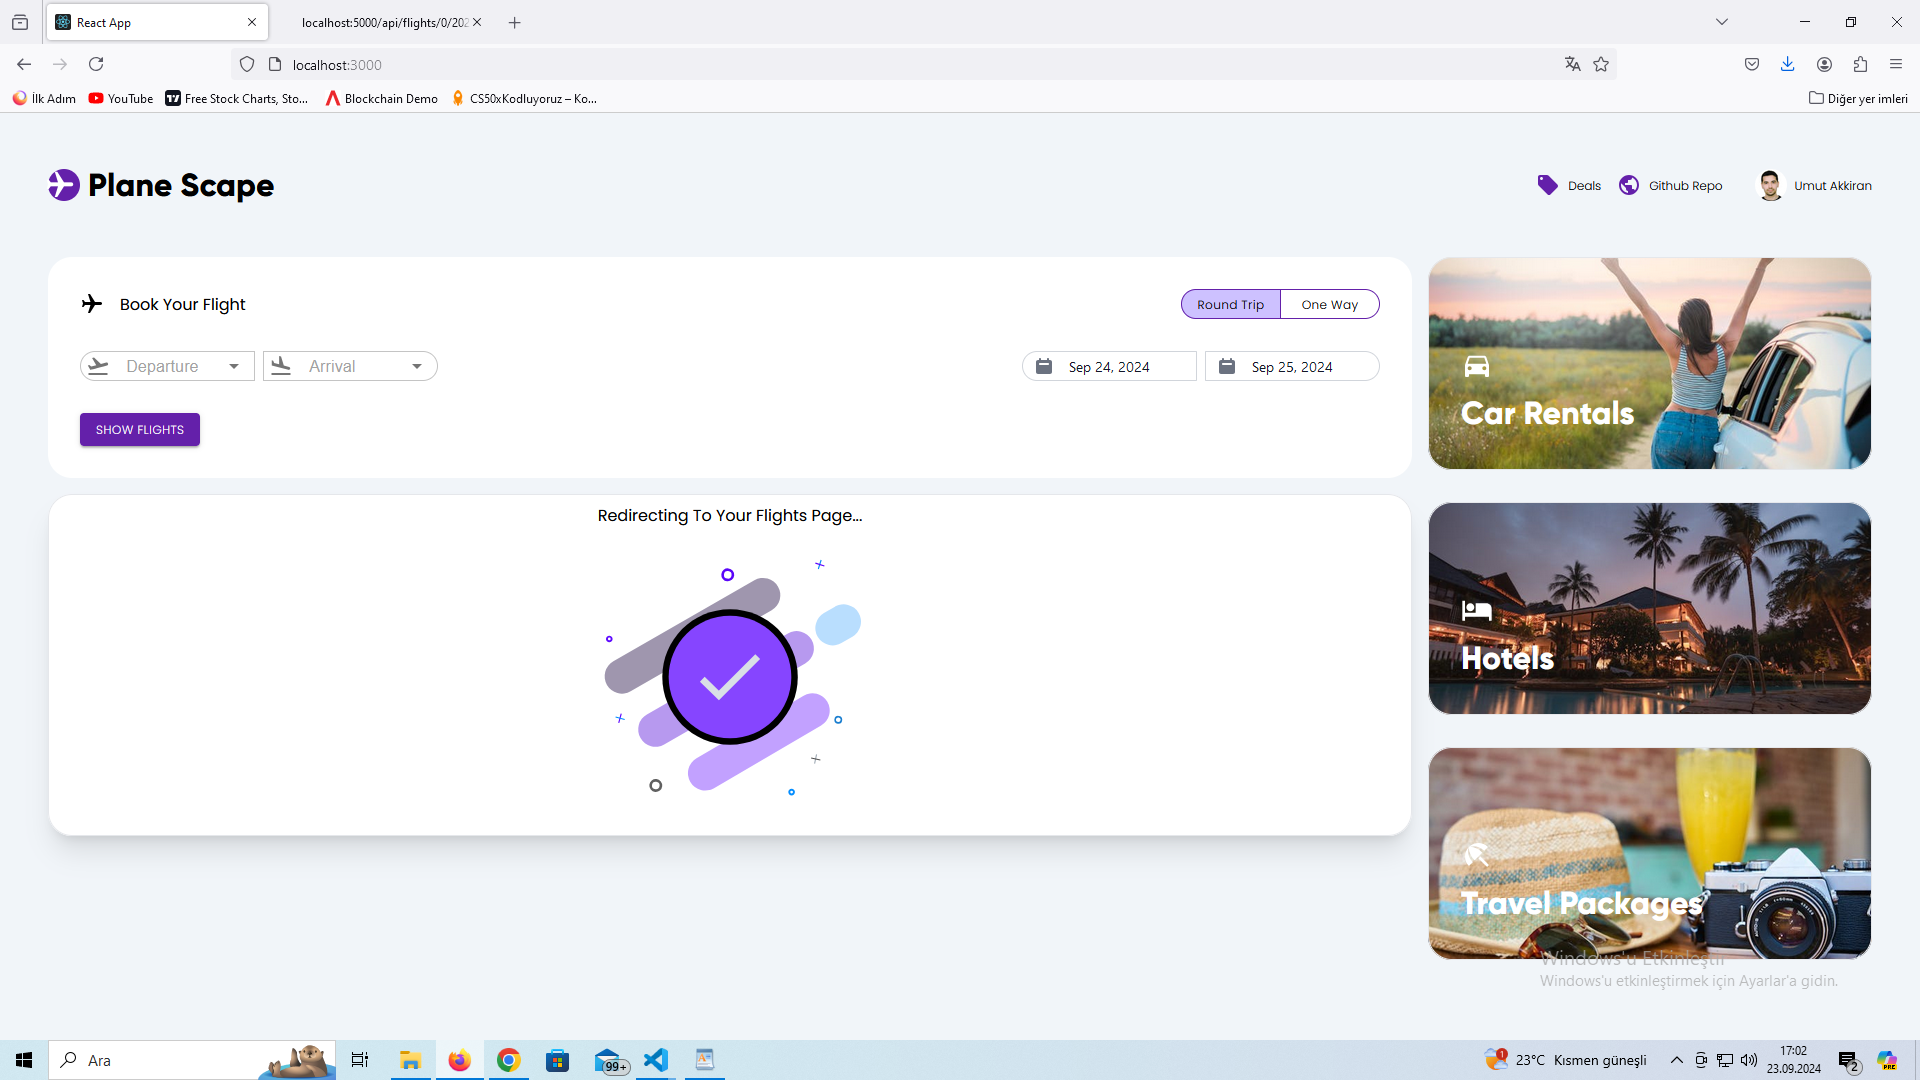 React App
localhost:5000/api/flights/0/202
localhost:3000
İlk Adım
YouTube
Free Stock Charts, Sto...
Blockchain Demo
CS50xKodluyoruz – Ko...
Diğer yer imleri
Plane Scape
Deals
Github Repo
Umut Akkiran
Book Your Flight
Round Trip
One Way
Departure
Arrival
Sep 24, 2024
Sep 25, 2024
SHOW FLIGHTS
Car Rentals
Redirecting To Your Flights Page...
Hotels
Travel Packages
Windows'u Etkinleştir
Windows'u etkinleştirmek için Ayarlar'a gidin.
Ara
99+
1
23°C Kısmen güneşli
17:02
23.09.2024
2
PRE